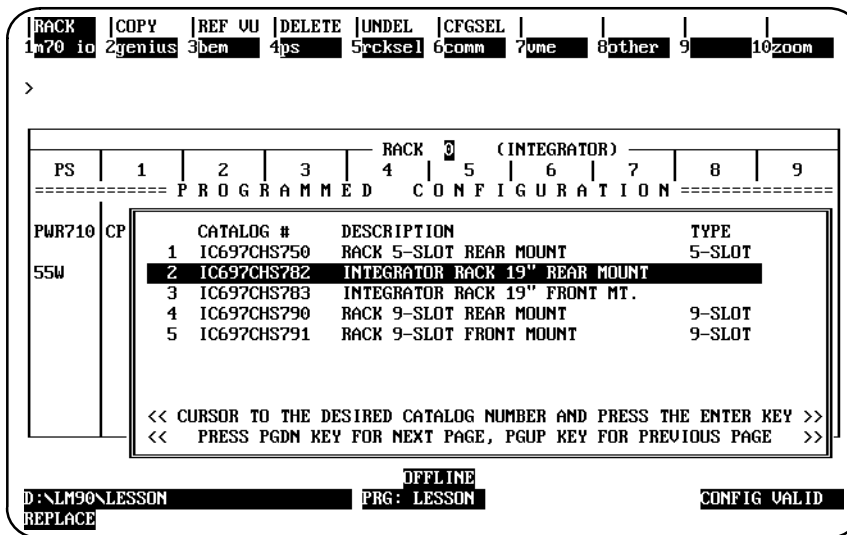 |RACK |COPY |REF VU |DELETE |UNDEL |CFGSEL | | | |
1m70 io 2genius 3bem 4ps 5rcksel 6comm 7vme 8other 9 10zoom
>
RACK 0 (INTEGRATOR)
PS | 1 | 2 | 3 | 4 | 5 | 6 | 7 | 8 | 9
=============== P R O G R A M M E D C O N F I G U R A T I O N ===============
PWR710 CP
55W
CATALOG # DESCRIPTION TYPE
1 IC697CHS750 RACK 5-SLOT REAR MOUNT 5-SLOT
2 IC697CHS782 INTEGRATOR RACK 19" REAR MOUNT
3 IC697CHS783 INTEGRATOR RACK 19" FRONT MT.
4 IC697CHS790 RACK 9-SLOT REAR MOUNT 9-SLOT
5 IC697CHS791 RACK 9-SLOT FRONT MOUNT 9-SLOT
<< CURSOR TO THE DESIRED CATALOG NUMBER AND PRESS THE ENTER KEY >>
<< PRESS PGDN KEY FOR NEXT PAGE, PGUP KEY FOR PREVIOUS PAGE >>
OFFLINE
D:\LM90\LESSON PRG: LESSON CONFIG VALID
REPLACE